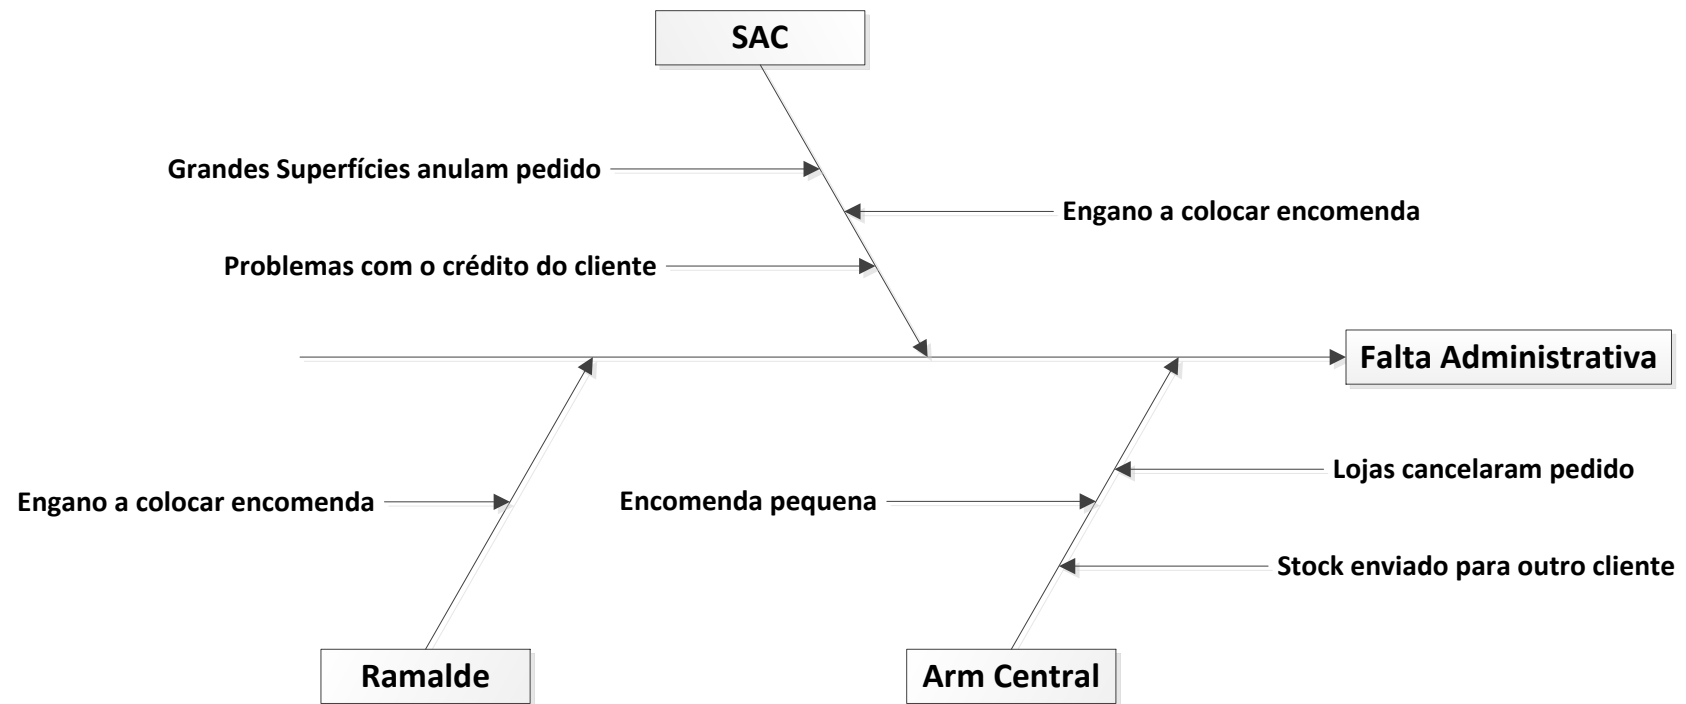 SAC
Grandes Superfícies anulam pedido
Engano a colocar encomenda
Problemas com o crédito do cliente
Falta Administrativa
Lojas cancelaram pedido
Engano a colocar encomenda
Encomenda pequena
Stock enviado para outro cliente
Ramalde
Arm Central